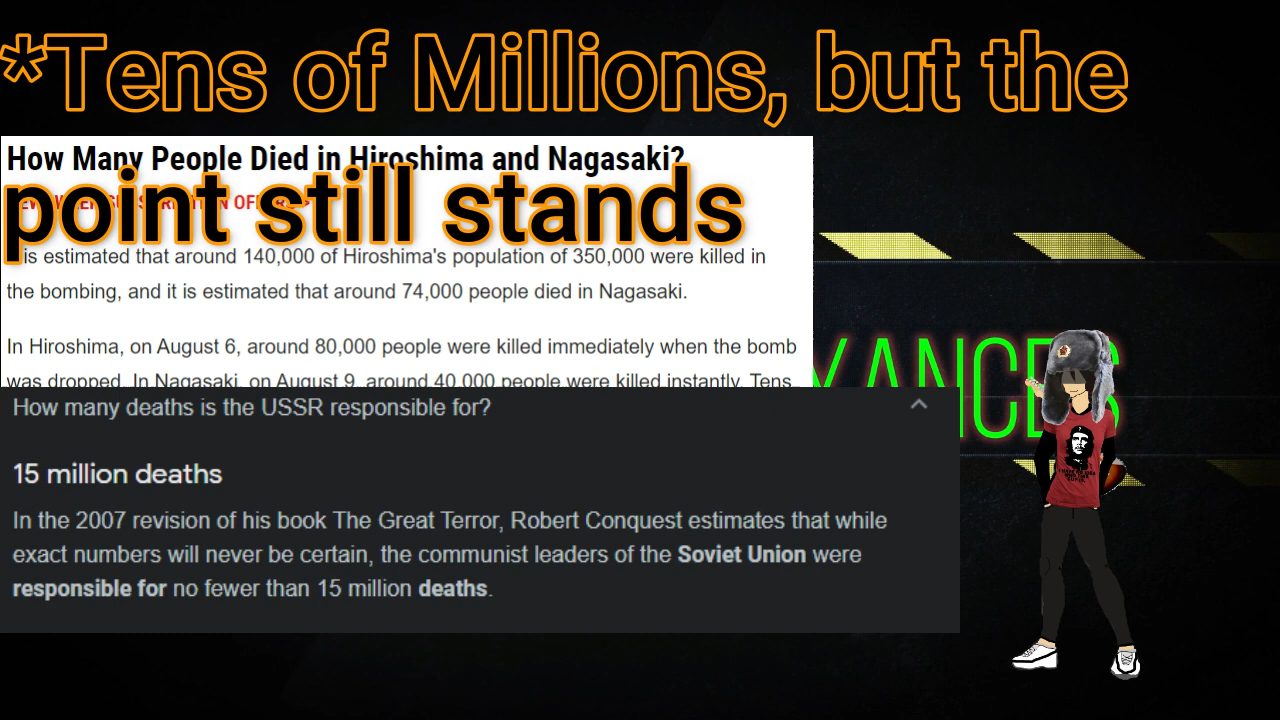 *Tens of Millions, but the
How Many People Died in Hiroshima and Nagasaki?
point still stands
is estimated that around 140,000 of Hiroshima's population of 350,000 were killed in
the bombing, and it is estimated that around 74,000 people died in Nagasaki.
In Hiroshima, on August 6, around 80,000 people were killed immediately when the bomb
was dropped. In Nagasaki, on August 9, around 40,000 people were killed instantly. Tens
How many deaths is the USSR responsible for?
15 million deaths
In the 2007 revision of his book The Great Terror, Robert Conquest estimates that while
exact numbers will never be certain, the communist leaders of the Soviet Union were
responsible for no fewer than 15 million deaths.